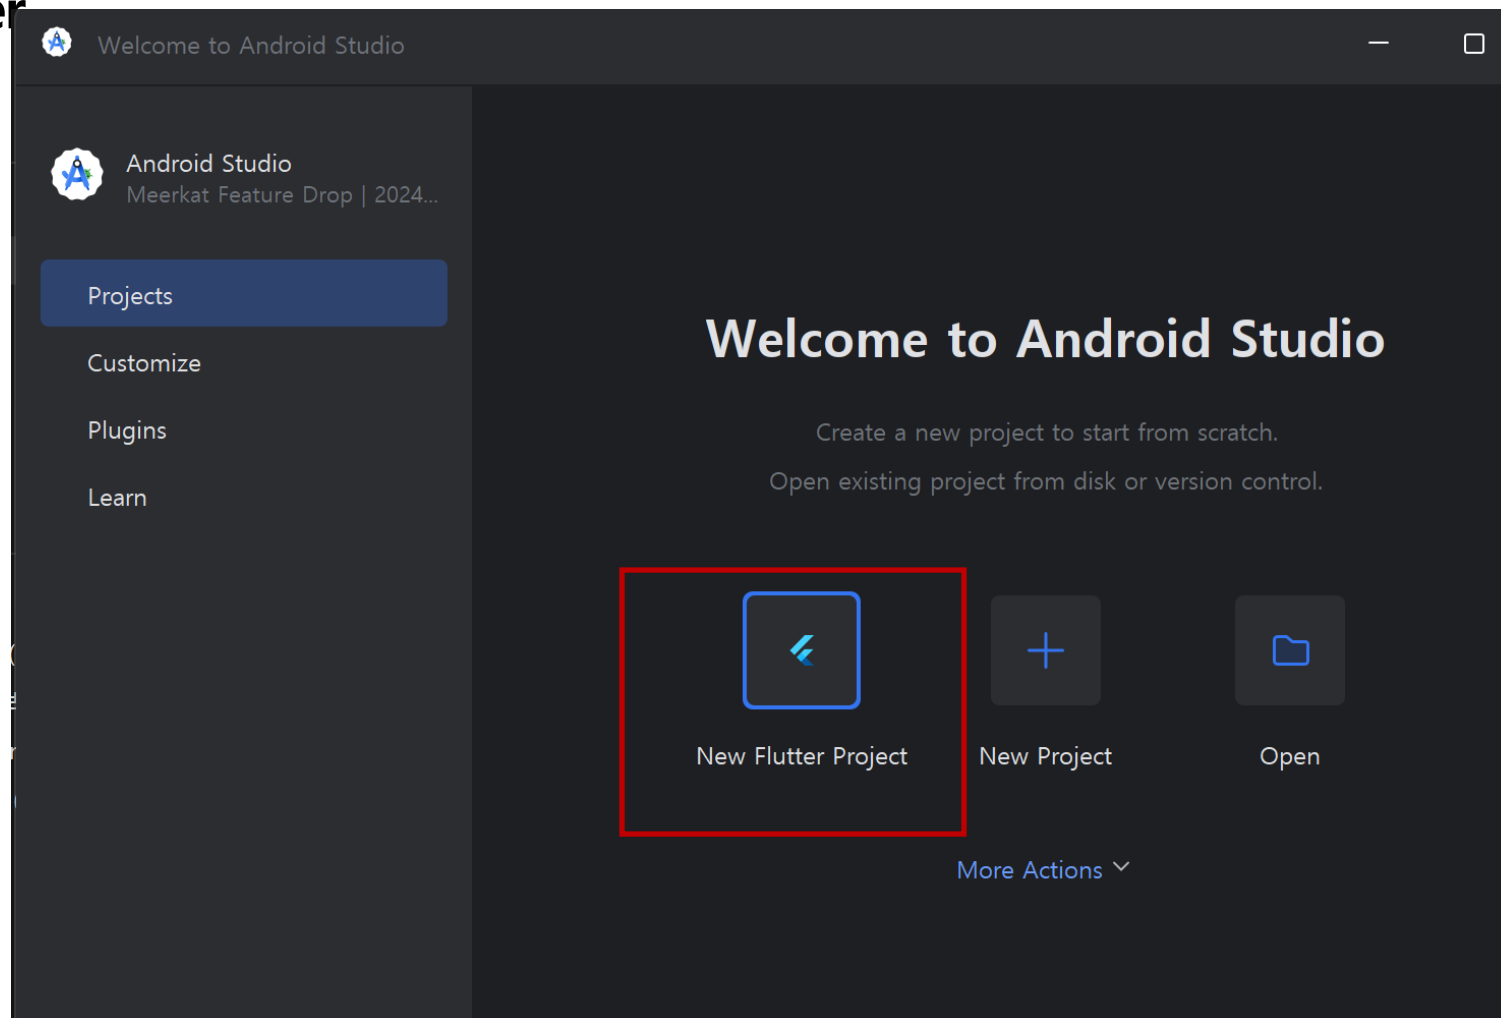 er
Welcome to Android Studio
Android Studio
Meerkat Feature Drop | 2024...
Projects
Customize
Plugins
Learn
Welcome to Android Studio
Create a new project to start from scratch.
Open existing project from disk or version control.
New Flutter Project
New Project
Open
More Actions